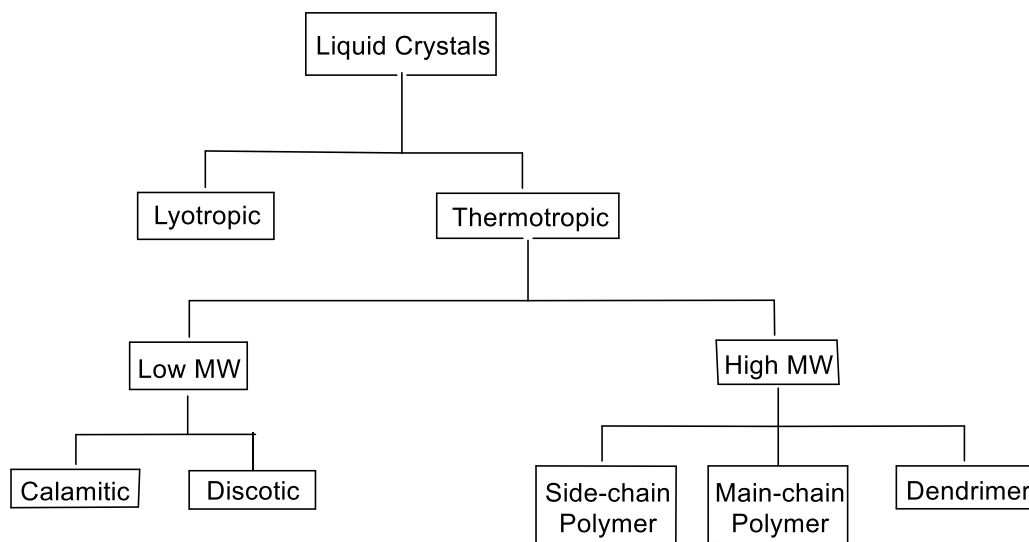 Liquid Crystals
Lyotropic
Thermotropic
Low MW
High MW
Calamitic
Discotic
Side-chain
Polymer
Main-chain
Polymer
Dendrimer